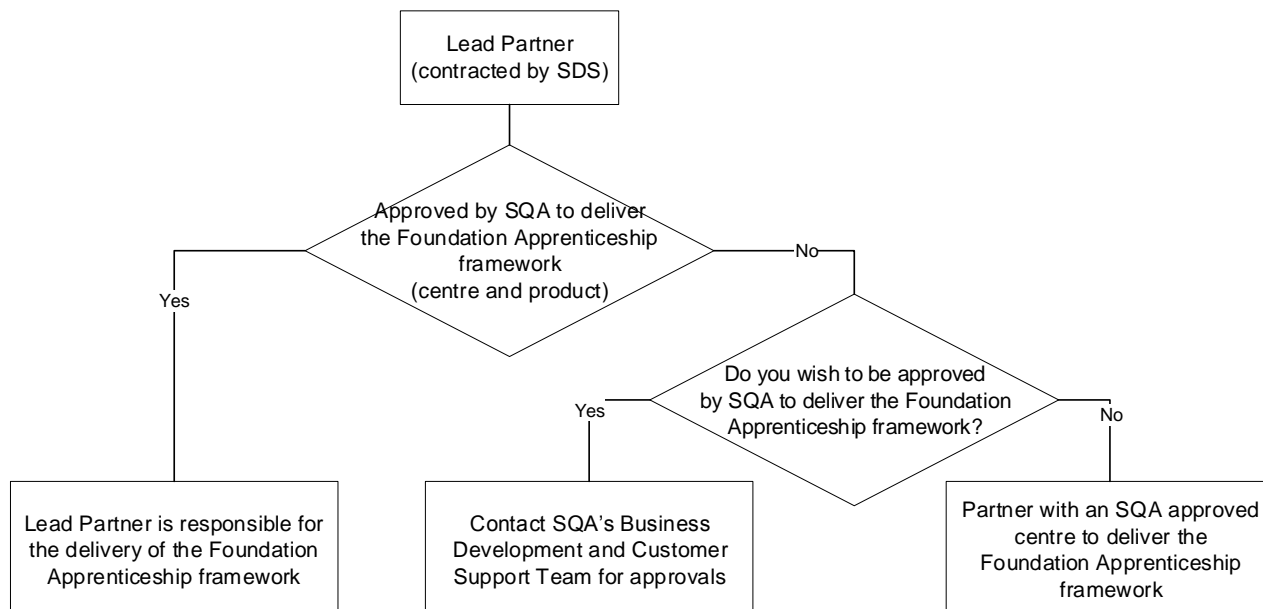 Lead Partner
(contracted by SDS)
Approved by SQA to deliver
the Foundation Apprenticeship
framework
(centre and product)
No
Yes
Do you wish to be approved
by SQA to deliver the Foundation
Apprenticeship framework?
Yes
No
Lead Partner is responsible for
the delivery of the Foundation
Apprenticeship framework
Contact SQA's Business
Development and Customer
Support Team for approvals
Partner with an SQA approved
centre to deliver the
Foundation Apprenticeship
framework